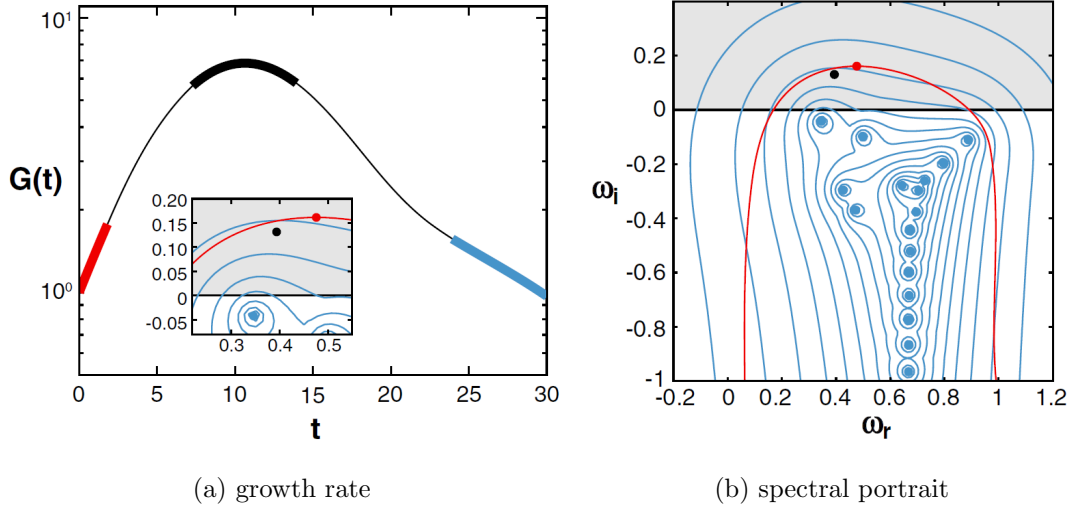 10¹
G(t)
10⁰
0 5 10 15 20 25 30
t
0.20
0.15
0.10
0.05
0
-0.05
0.3 0.4 0.5
0.2
0
-0.2
-0.4
-0.6
-0.8
-1
ωᵢ
-0.2 0 0.2 0.4 0.6 0.8 1 1.2
ωᵣ
(a) growth rate
(b) spectral portrait